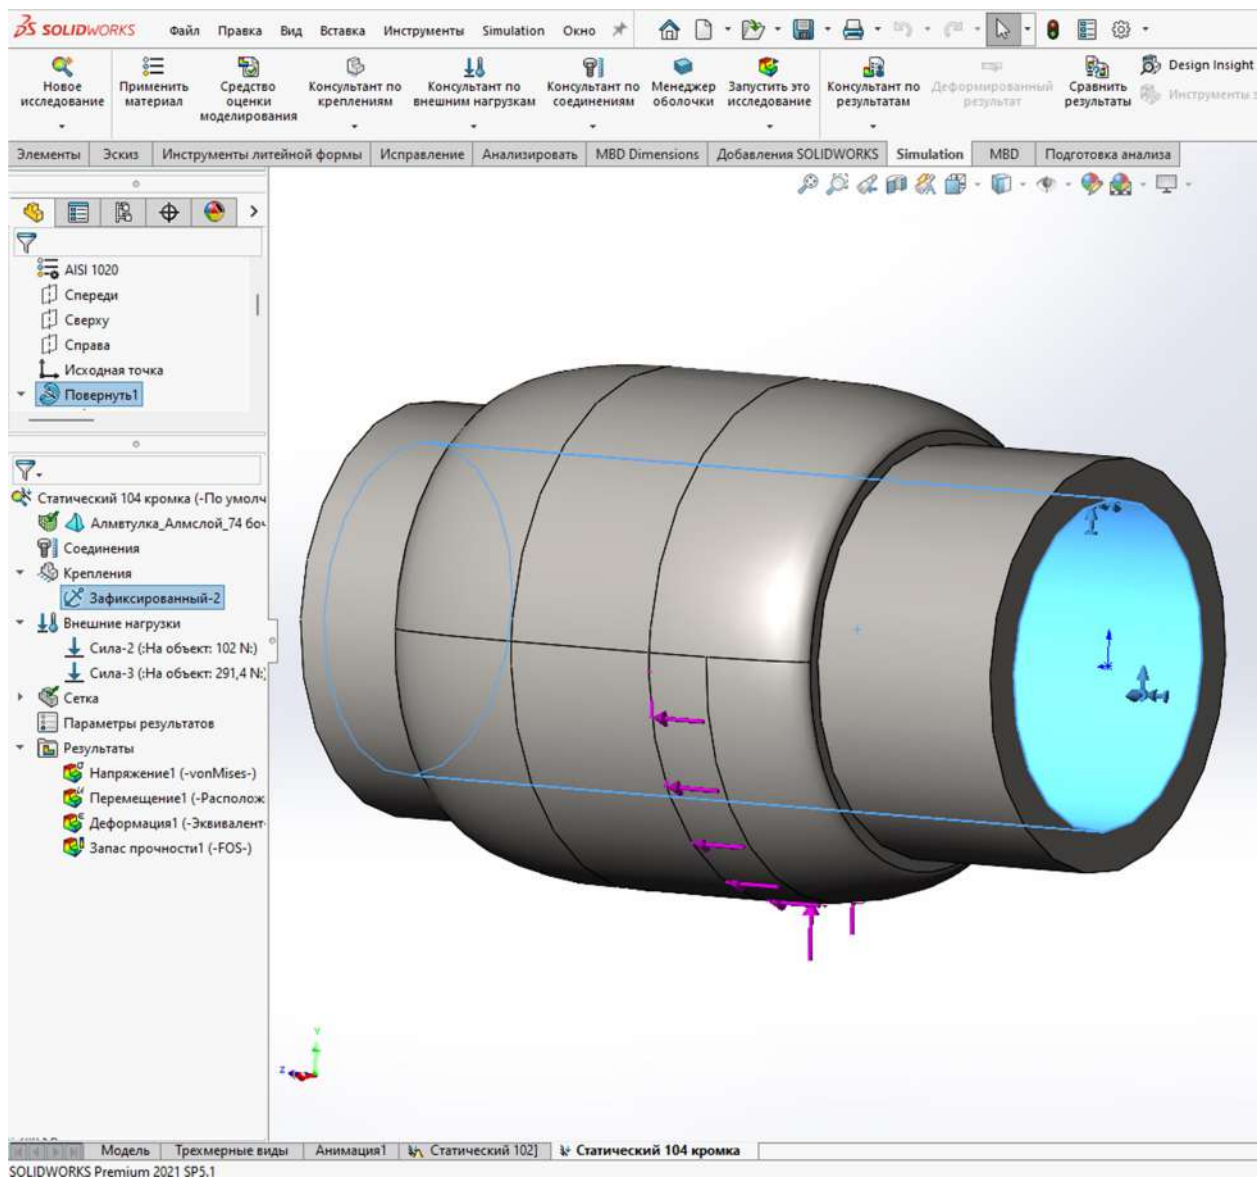 SOLIDWORKS Файл Правка Вид Вставка Инструменты Simulation Окно
Новое исследование
Применить материал
Средство оценки моделирования
Консультант по креплениям
Консультант по внешним нагрузкам
Консультант по соединениям
Менеджер оболочки
Запустить это исследование
Консультант по результатам
Деформированный результат
Сравнить результаты
Design Insight
Инструменты
Элементы Эскиз Инструменты литейной формы Исправление Анализировать MBD Dimensions Добавления SOLIDWORKS Simulation MBD Подготовка анализа
AISI 1020
Спереди
Сверху
Справа
Исходная точка
Повернуть1
Статический 104 кромка (-По умолч
Алмвтулка_Алмслой_74 боч
Соединения
Крепления
Зафиксированный-2
Внешние нагрузки
Сила-2 (:На объект: 102 N:)
Сила-3 (:На объект: 291,4 N:
Сетка
Параметры результатов
Результаты
Напряжение1 (-vonMises-)
Перемещение1 (-Располож
Деформация1 (-Эквивалент
Запас прочности1 (-FOS-)
Y
Z
Модель Трехмерные виды Анимация1 Статический 102] Статический 104 кромка
SOLIDWORKS Premium 2021 SP5.1